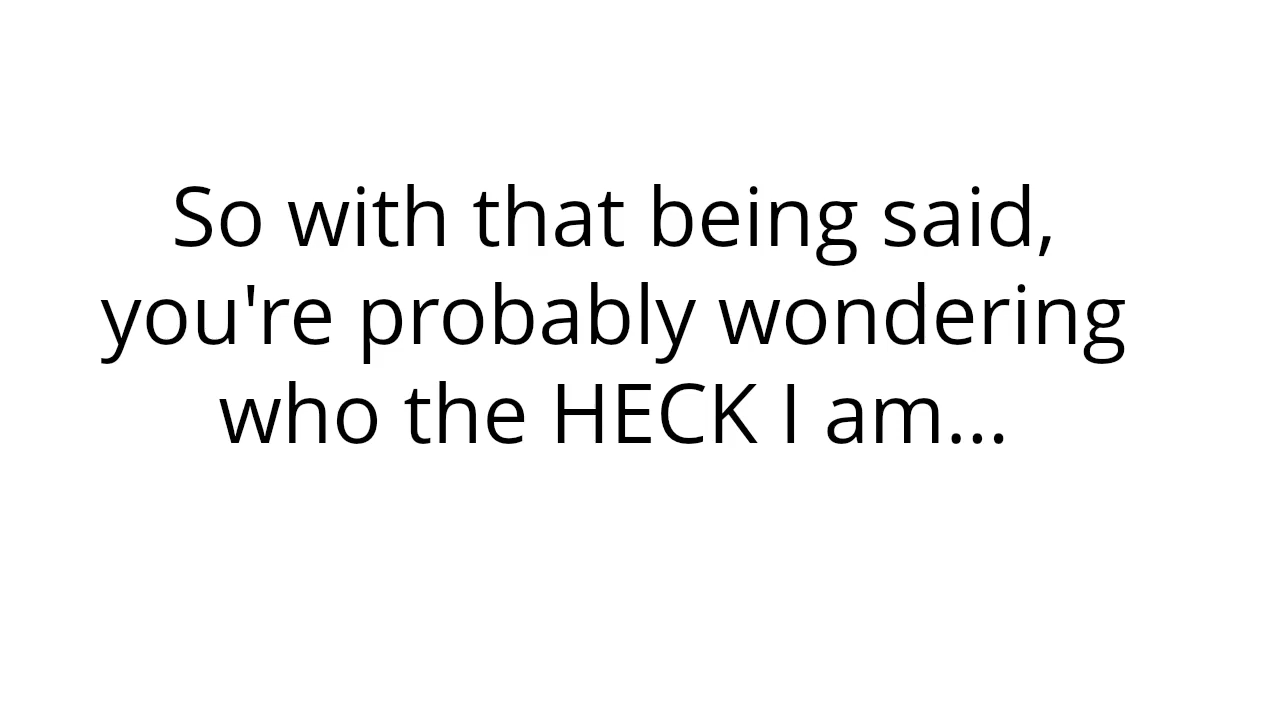 So with that being said,
you're probably wondering
who the HECK I am...